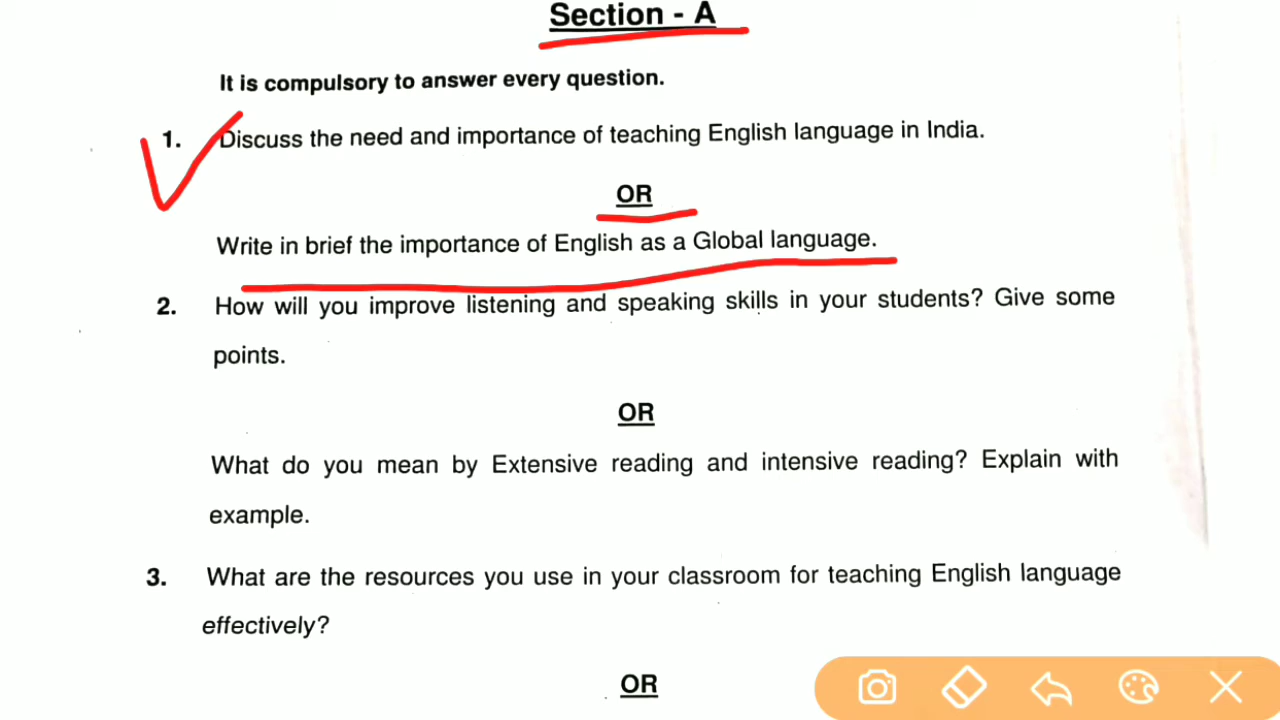 Section - A
It is compulsory to answer every question.
1. Discuss the need and importance of teaching English language in India.
OR
Write in brief the importance of English as a Global language.
2. How will you improve listening and speaking skills in your students? Give some
points.
OR
What do you mean by Extensive reading and intensive reading? Explain with
example.
3. What are the resources you use in your classroom for teaching English language
effectively?
OR